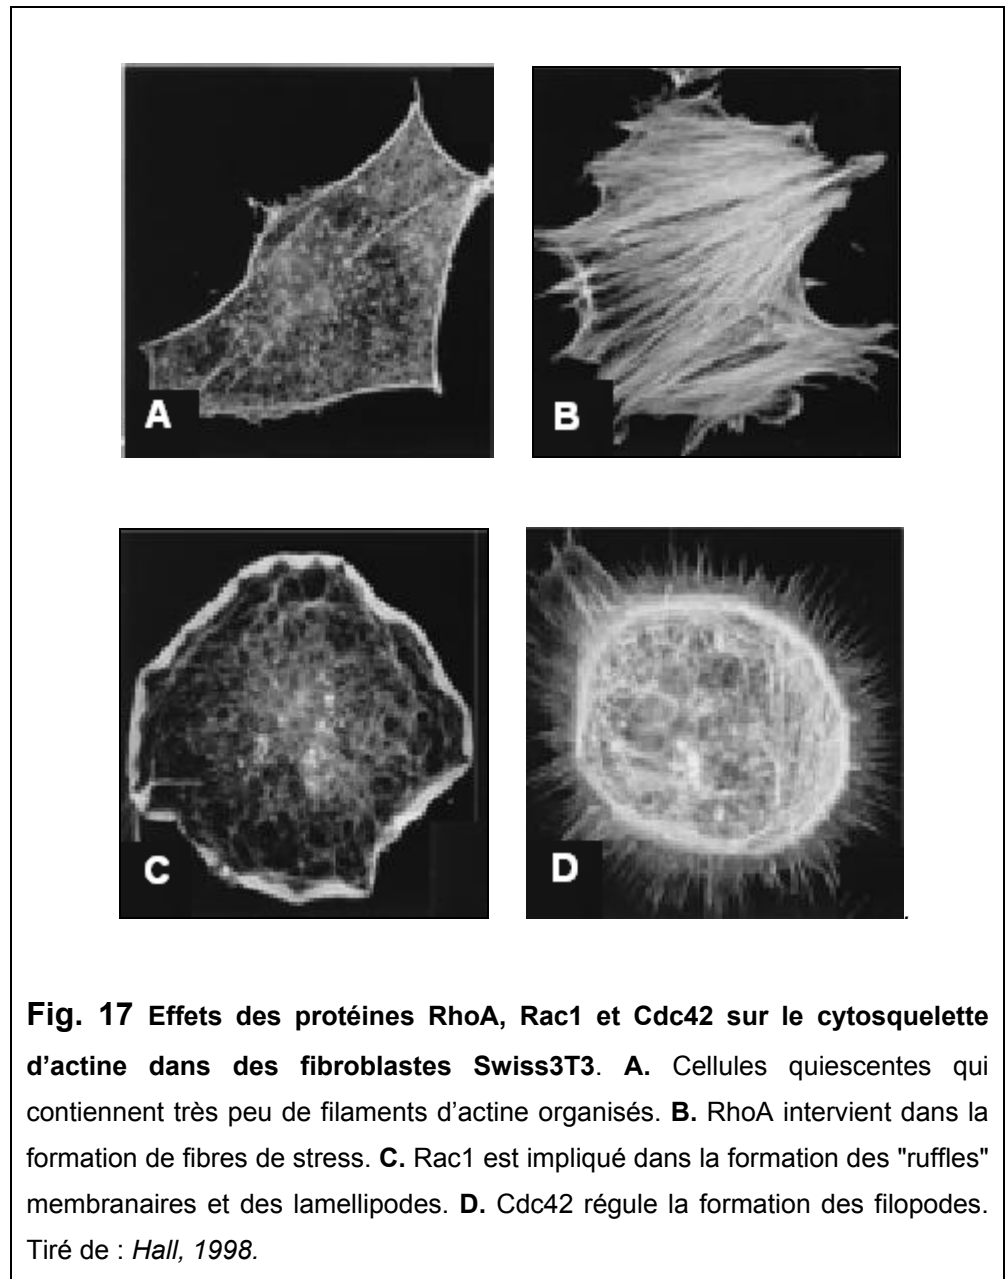 A
B
C
D
Fig. 17 Effets des protéines RhoA, Rac1 et Cdc42 sur le cytosquelette
d’actine dans des fibroblastes Swiss3T3. A. Cellules quiescentes qui
contiennent très peu de filaments d’actine organisés. B. RhoA intervient dans la
formation de fibres de stress. C. Rac1 est impliqué dans la formation des "ruffles"
membranaires et des lamellipodes. D. Cdc42 régule la formation des filopodes.
Tiré de : Hall, 1998.